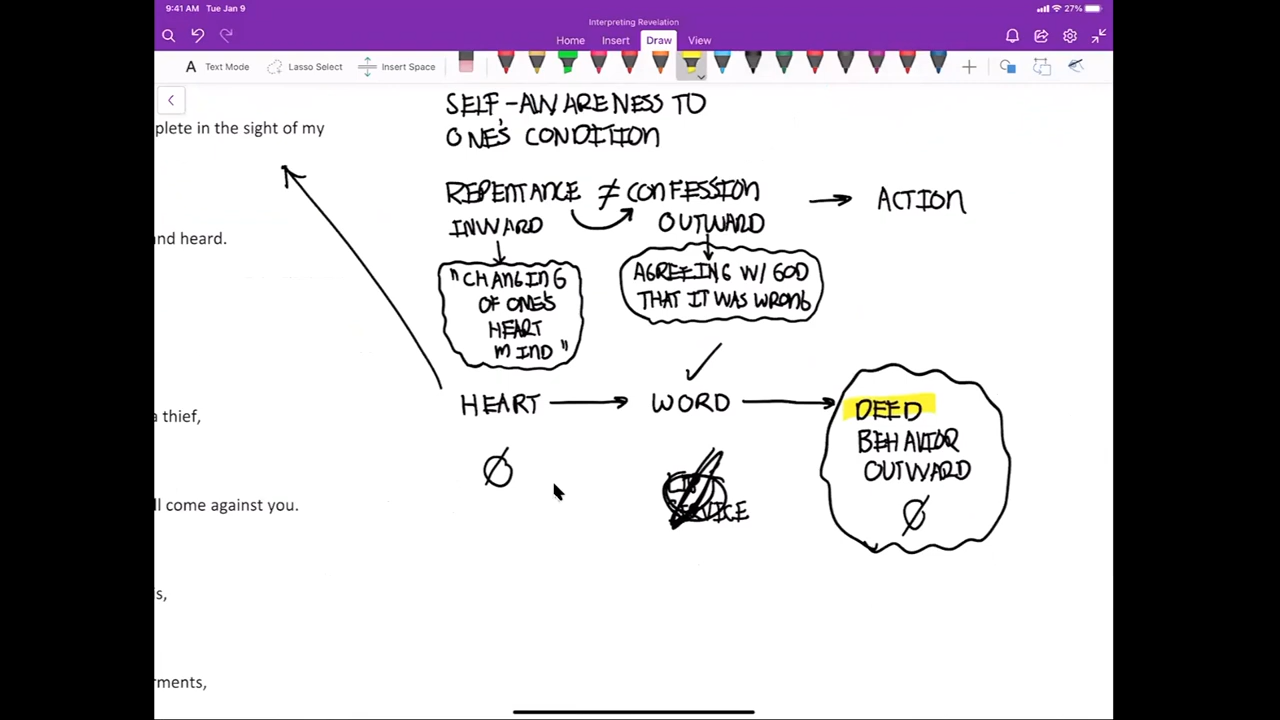 9:41 AM Tue Jan 9
27%
Interpreting Revelation
Home Insert Draw View
Text Mode Lasso Select Insert Space
plete in the sight of my
and heard.
a thief,
ll come against you.
s,
rments,
SELF-AWARENESS TO
ONE'S CONDITION
REPENTANCE ≠ CONFESSION → ACTION
INWARD OUTWARD
"CHANGING
OF ONE'S
HEART
MIND"
AGREEING W/ GOD
THAT IT WAS WRONG
HEART → WORD → DEED
BEHAVIOR
OUTWARD
SERVICE